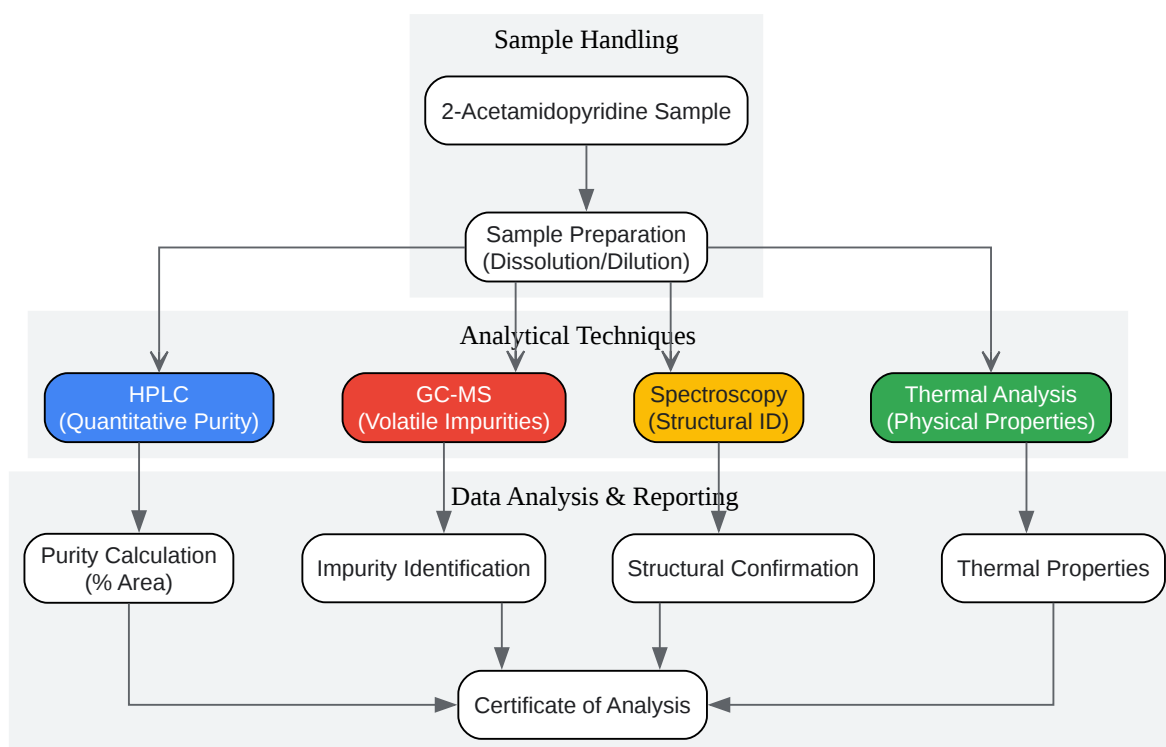 Sample Handling
2-Acetamidopyridine Sample
Sample Preparation
(Dissolution/Dilution)
Analytical Techniques
HPLC
(Quantitative Purity)
GC-MS
(Volatile Impurities)
Spectroscopy
(Structural ID)
Thermal Analysis
(Physical Properties)
Data Analysis & Reporting
Purity Calculation
(% Area)
Impurity Identification
Structural Confirmation
Thermal Properties
Certificate of Analysis